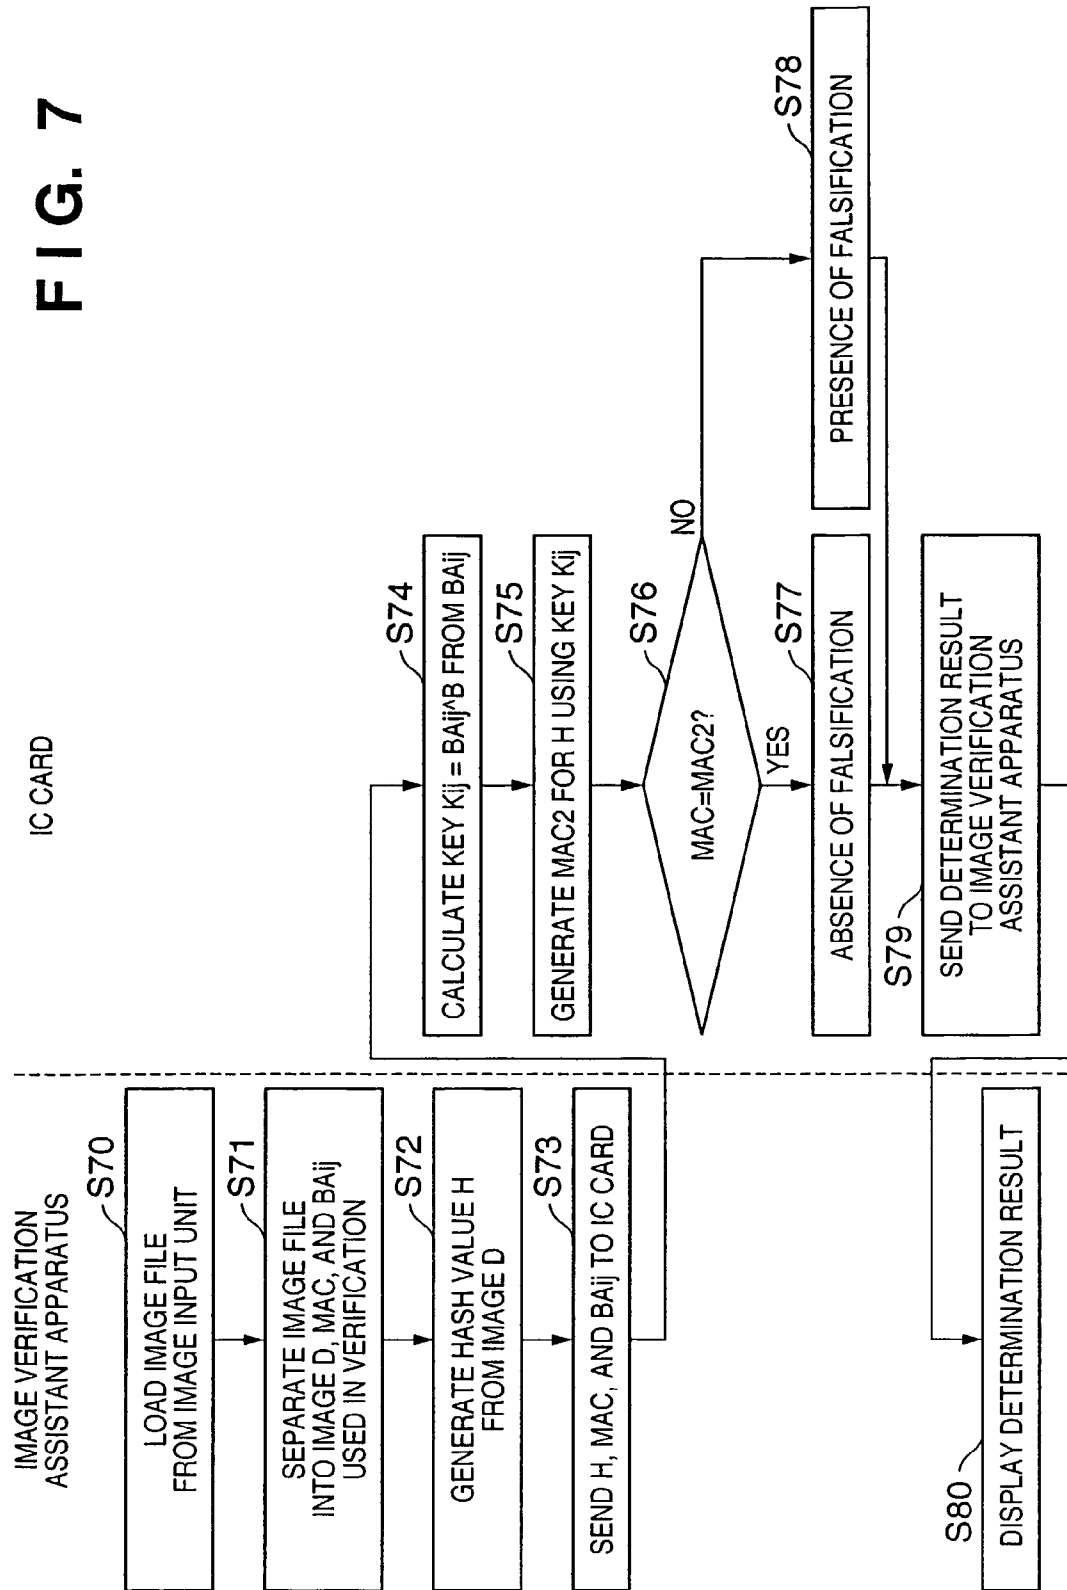 FIG. 7
IMAGE VERIFICATION
ASSISTANT APPARATUS
IC CARD
S70
LOAD IMAGE FILE
FROM IMAGE INPUT UNIT
S71
SEPARATE IMAGE FILE
INTO IMAGE D, MAC, AND BAij
USED IN VERIFICATION
S72
GENERATE HASH VALUE H
FROM IMAGE D
S73
SEND H, MAC, AND BAij TO IC CARD
S74
CALCULATE KEY Kij = BAij^B FROM BAij
S75
GENERATE MAC2 FOR H USING KEY Kij
S76
MAC=MAC2?
NO
YES
S77
ABSENCE OF FALSIFICATION
S78
PRESENCE OF FALSIFICATION
S79
SEND DETERMINATION RESULT
TO IMAGE VERIFICATION
ASSISTANT APPARATUS
S80
DISPLAY DETERMINATION RESULT